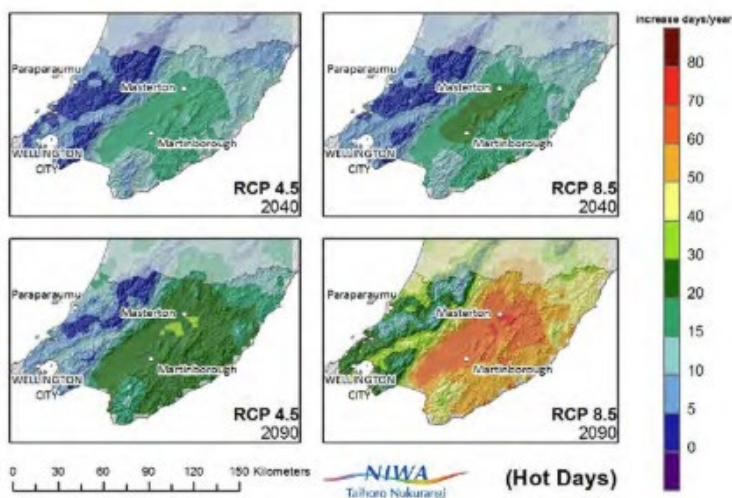 increase days/year
Paraparaumu
Masterton
WELLINGTON
CITY
Martinborough
RCP 4.5
2040
Paraparaumu
Masterton
WELLINGTON
CITY
Martinborough
RCP 8.5
2040
Paraparaumu
Masterton
WELLINGTON
CITY
Martinborough
RCP 4.5
2090
Paraparaumu
Masterton
WELLINGTON
CITY
Martinborough
RCP 8.5
2090
80
70
60
50
40
30
20
15
10
5
0
0 30 60 90 120 150 Kilometers
NIWA
Taihoro Nukurangi
(Hot Days)